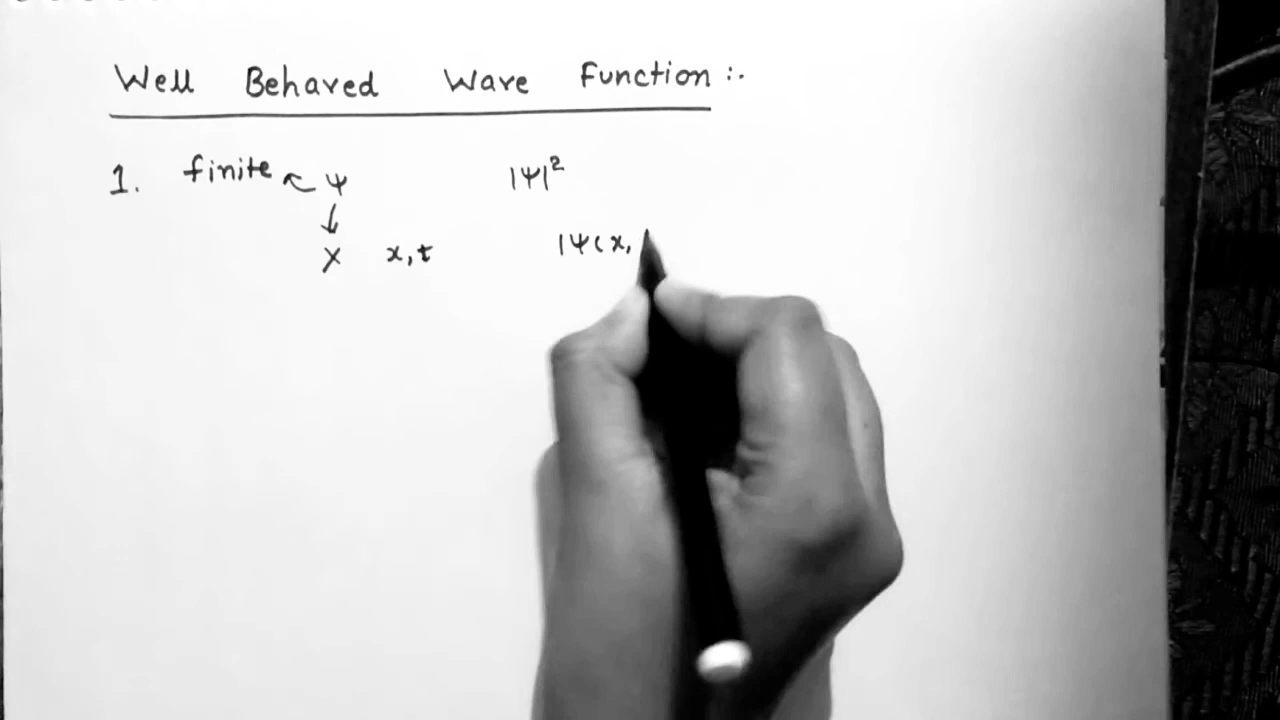 Well Behaved Wave Function :.
1. finite ↖ ψ |ψ|²
↓
X x,t |ψ(x,